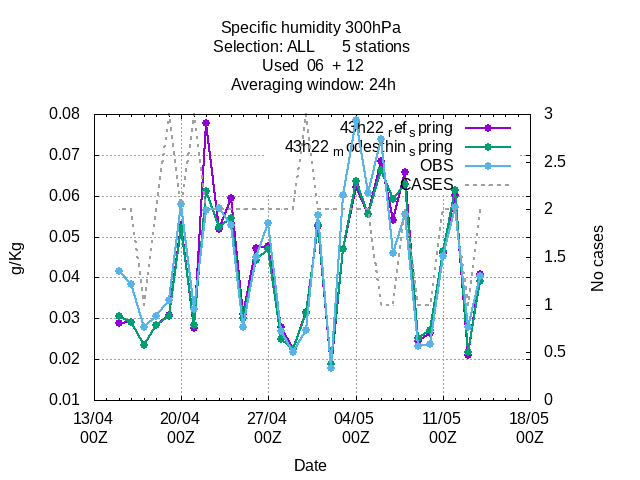 Specific humidity 300hPa
Selection: ALL 5 stations
Used 06 + 12
Averaging window: 24h
43h22_ref_spring
43h22_modesthin_spring
OBS
CASES
0.08
0.07
0.06
0.05
0.04
0.03
0.02
0.01
g/Kg
3
2.5
2
1.5
1
0.5
0
No cases
13/04 20/04 27/04 04/05 11/05 18/05
00Z 00Z 00Z 00Z 00Z 00Z
Date